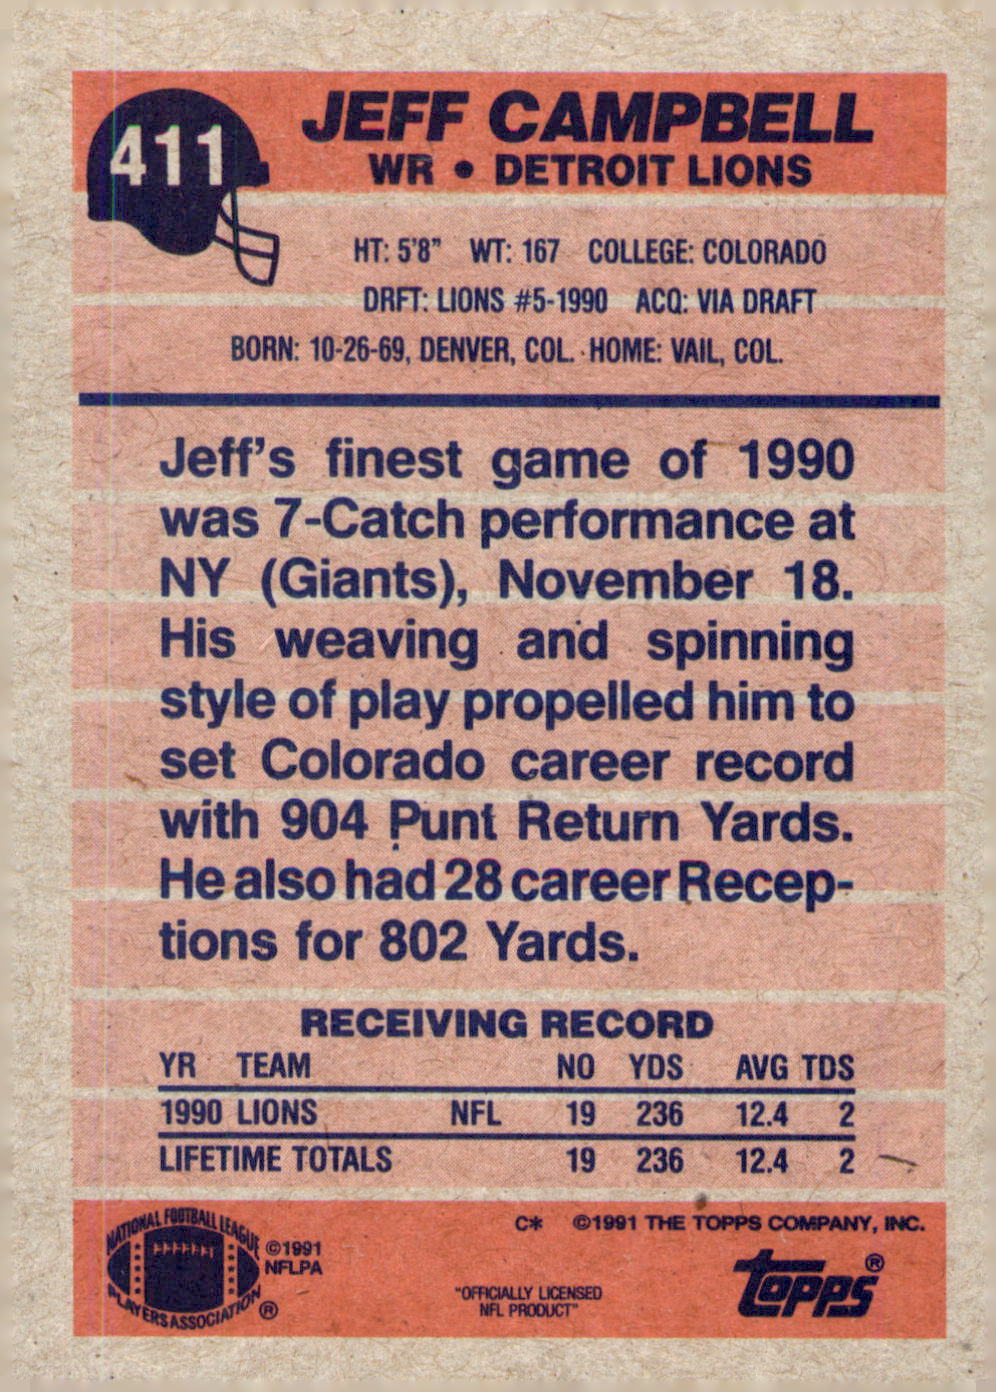 411
JEFF CAMPBELL
WR • DETROIT LIONS
HT: 5'8" WT: 167 COLLEGE: COLORADO
DRFT: LIONS #5-1990 ACQ: VIA DRAFT
BORN: 10-26-69, DENVER, COL. HOME: VAIL, COL.
Jeff's finest game of 1990
was 7-Catch performance at
NY (Giants), November 18.
His weaving and spinning
style of play propelled him to
set Colorado career record
with 904 Punt Return Yards.
He also had 28 career Recep-
tions for 802 Yards.
RECEIVING RECORD
YR TEAM NO YDS AVG TDS
1990 LIONS NFL 19 236 12.4 2
LIFETIME TOTALS 19 236 12.4 2
NATIONAL FOOTBALL LEAGUE
PLAYERS ASSOCIATION ®
©1991
NFLPA
C* ©1991 THE TOPPS COMPANY, INC.
"OFFICIALLY LICENSED
NFL PRODUCT"
topps®